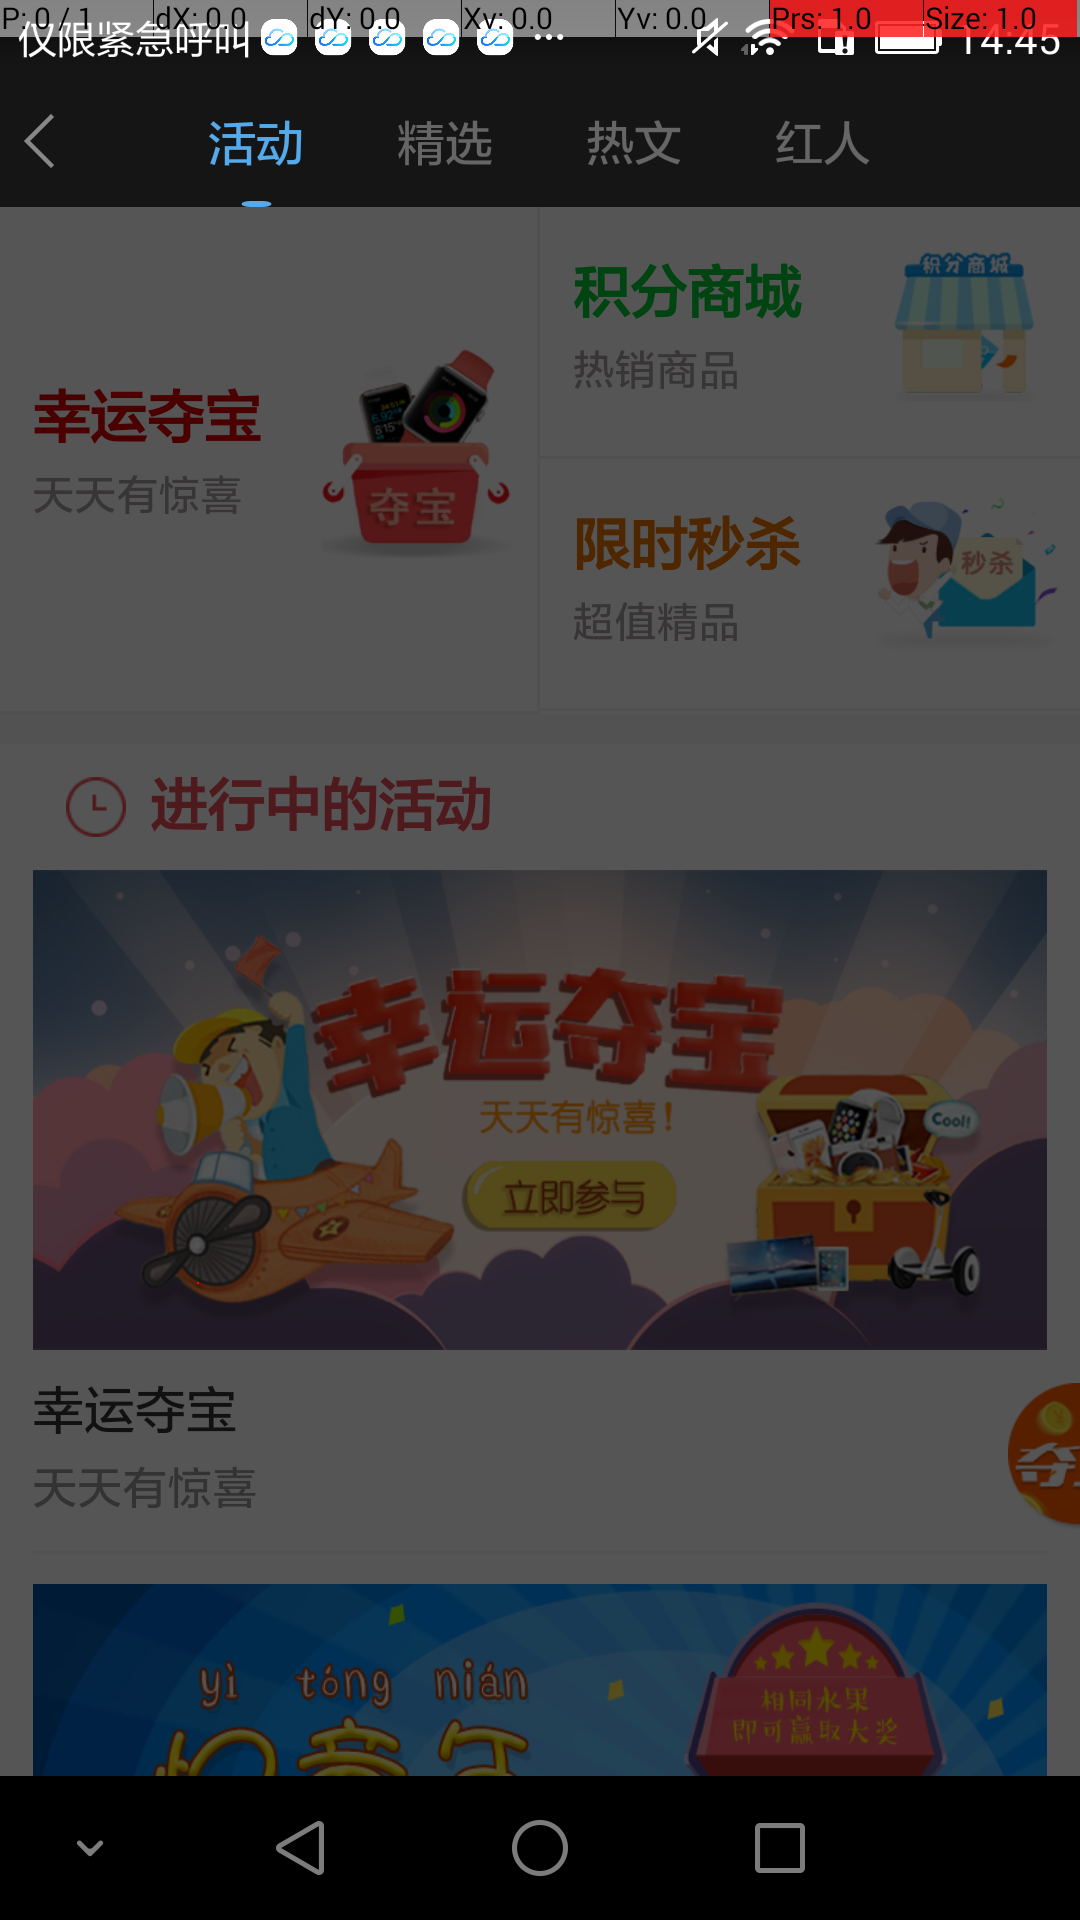 P: 0 / 1 dX: 0.0 dY: 0.0 Xv: 0.0 Yv: 0.0 Prs: 1.0 Size: 1.0
仅限紧急呼叫 ··· 14:45
活动 精选 热文 红人
幸运夺宝
天天有惊喜
夺宝
积分商城
热销商品
积分商城
限时秒杀
超值精品
秒杀
进行中的活动
幸运夺宝
天天有惊喜!
立即参与
Cool!
幸运夺宝
天天有惊喜
yì tóng nián
忆童年
相同水果
即可赢取大奖